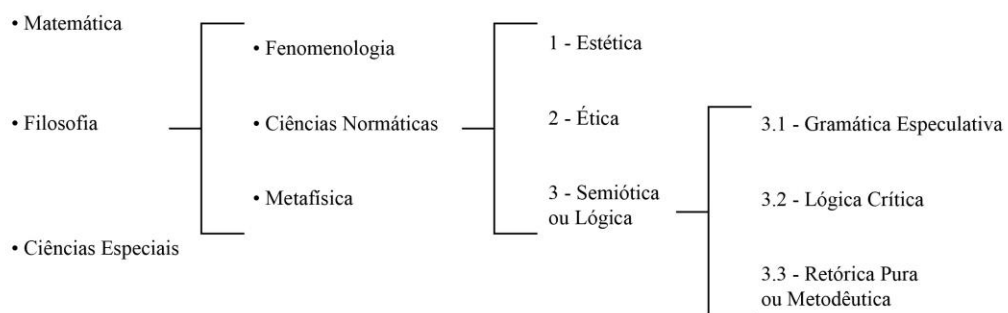 • Matemática
• Filosofia
• Ciências Especiais
• Fenomenologia
• Ciências Normáticas
• Metafísica
1 - Estética
2 - Ética
3 - Semiótica
ou Lógica
3.1 - Gramática Especulativa
3.2 - Lógica Crítica
3.3 - Retórica Pura
ou Metodêutica